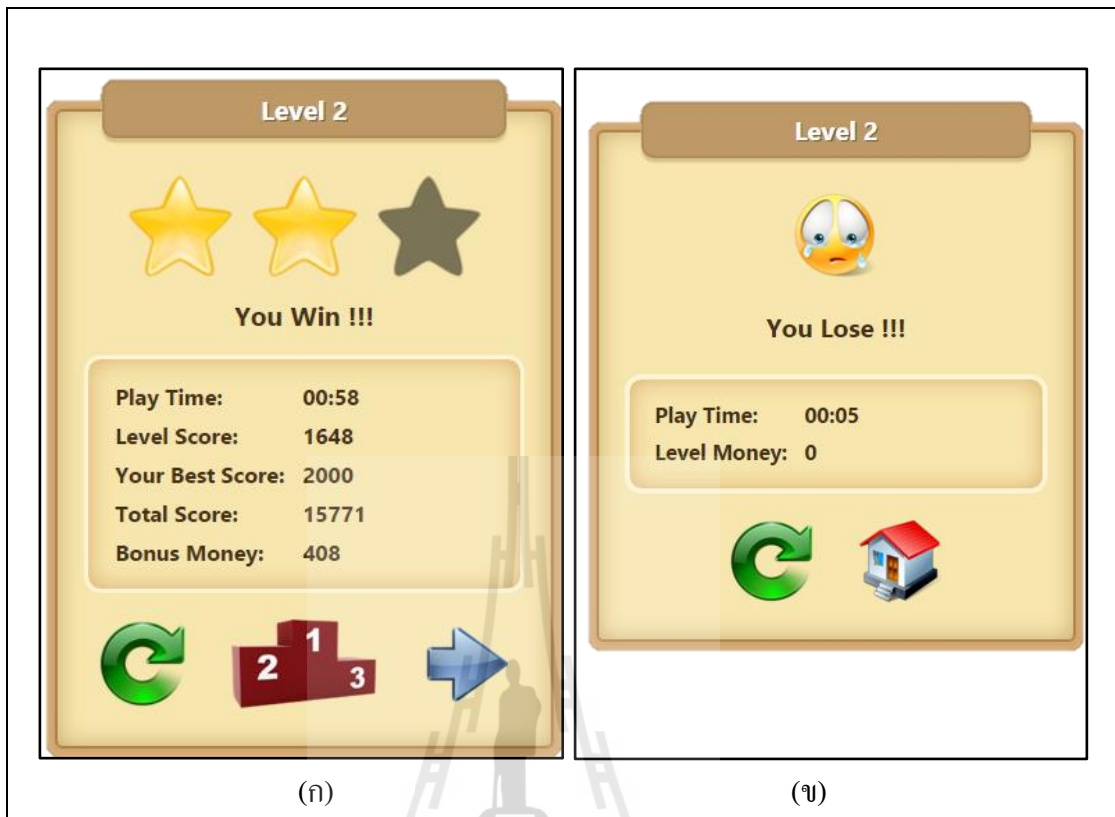 Level 2
You Win !!!
Play Time: 00:58
Level Score: 1648
Your Best Score: 2000
Total Score: 15771
Bonus Money: 408
1
2
3
(ก)
Level 2
You Lose !!!
Play Time: 00:05
Level Money: 0
(ข)